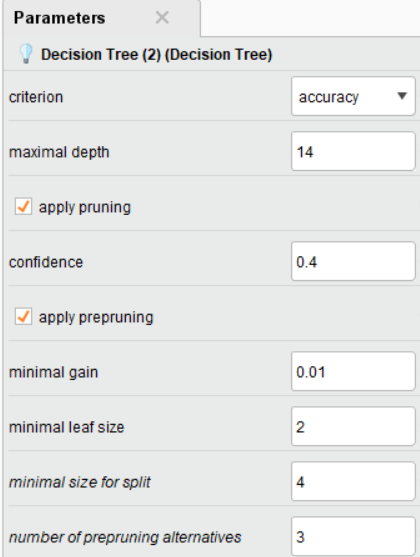 Parameters
Decision Tree (2) (Decision Tree)
criterion accuracy
maximal depth 14
apply pruning
confidence 0.4
apply prepruning
minimal gain 0.01
minimal leaf size 2
minimal size for split 4
number of prepruning alternatives 3